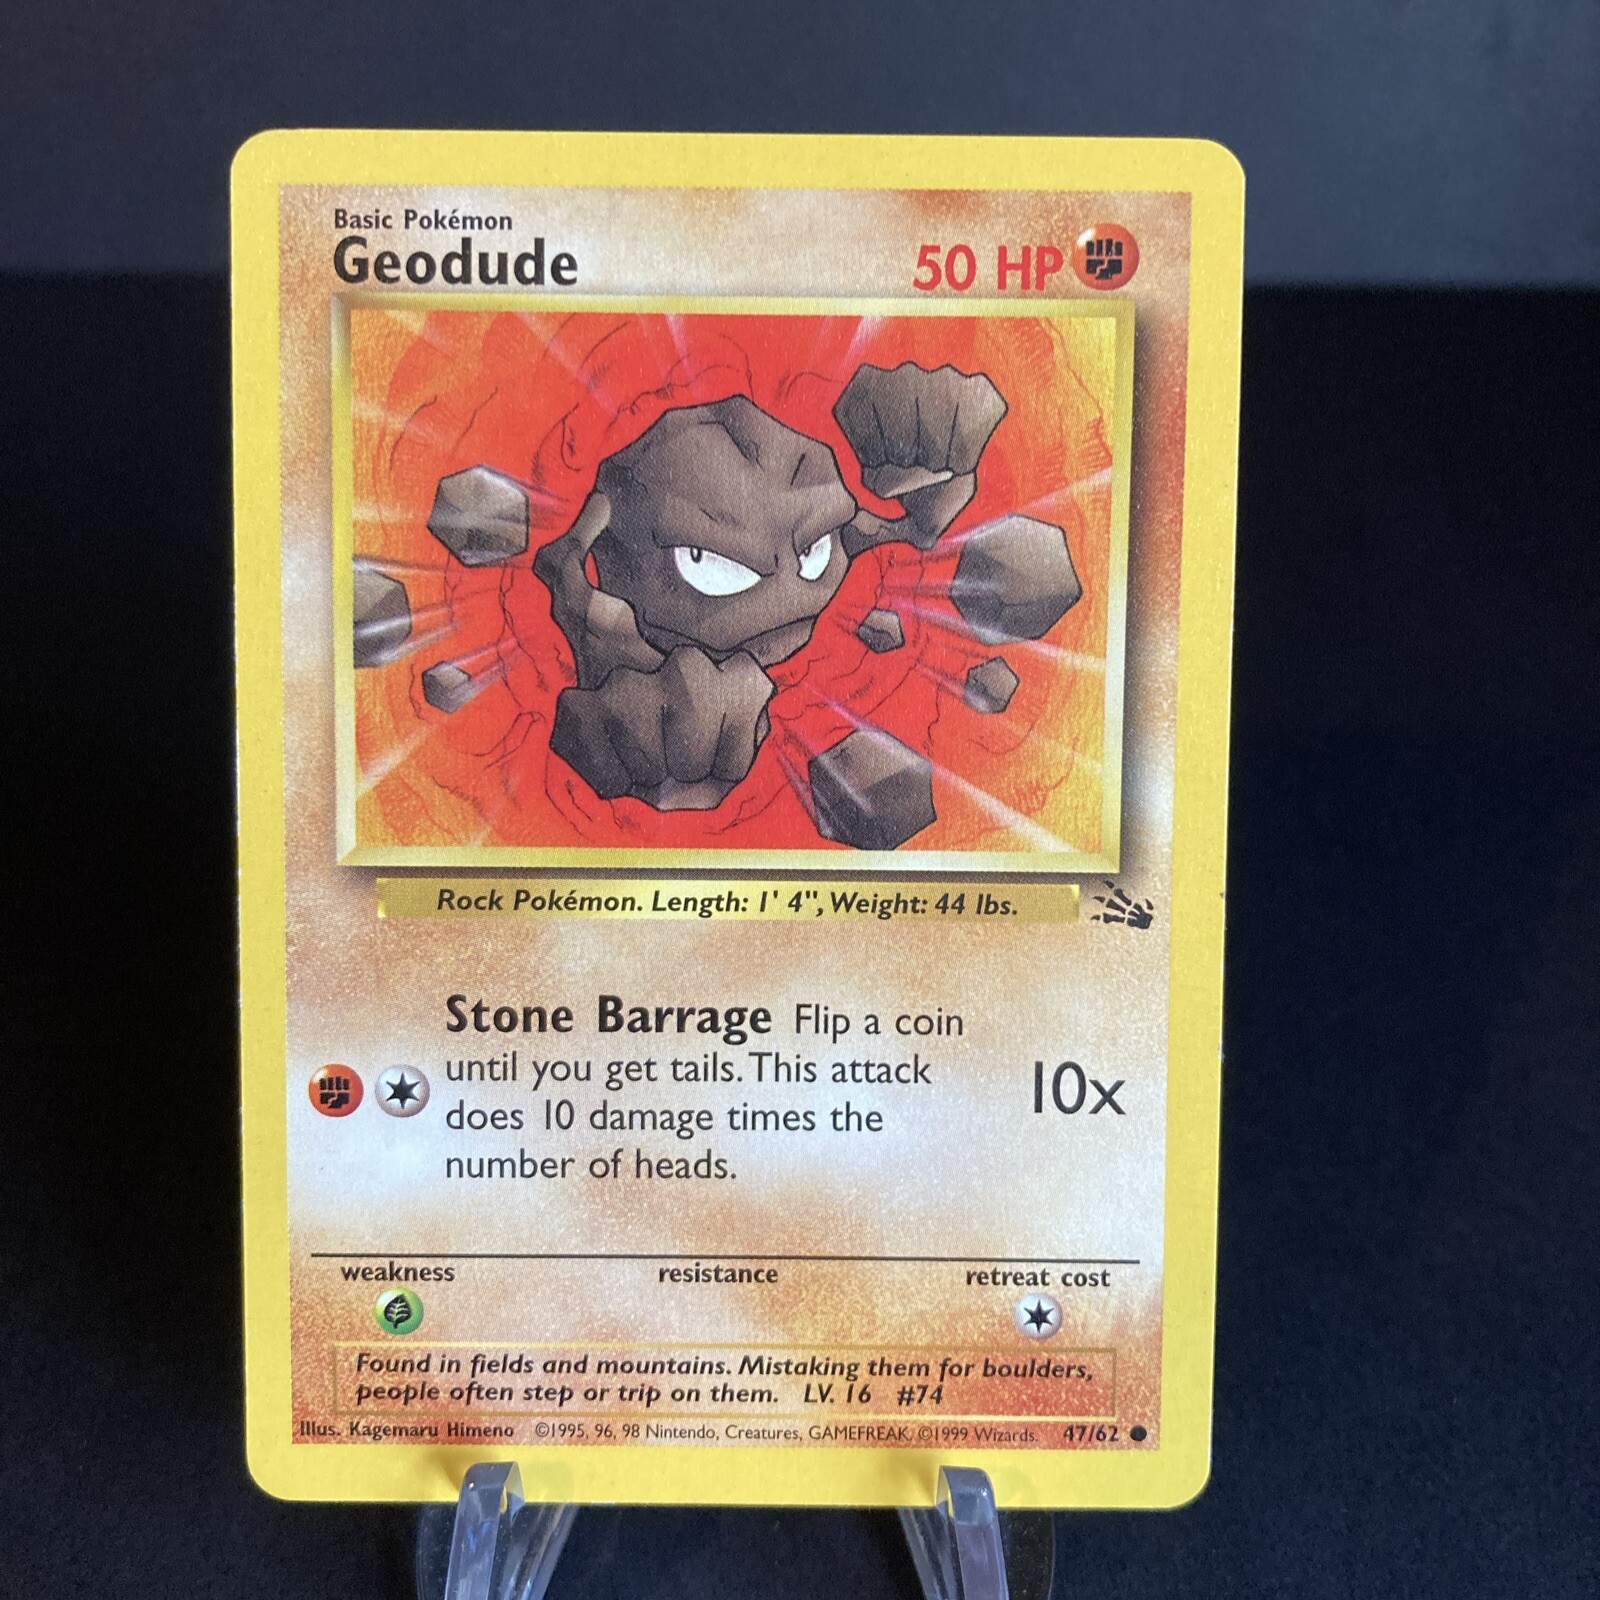 Basic Pokémon
Geodude
50 HP
Rock Pokémon. Length: 1' 4", Weight: 44 lbs.
Stone Barrage Flip a coin
until you get tails. This attack
does 10 damage times the
number of heads.
10x
weakness resistance retreat cost
Found in fields and mountains. Mistaking them for boulders,
people often step or trip on them. LV. 16 #74
Illus. Kagemaru Himeno ©1995, 96, 98 Nintendo, Creatures, GAMEFREAK. ©1999 Wizards. 47/62